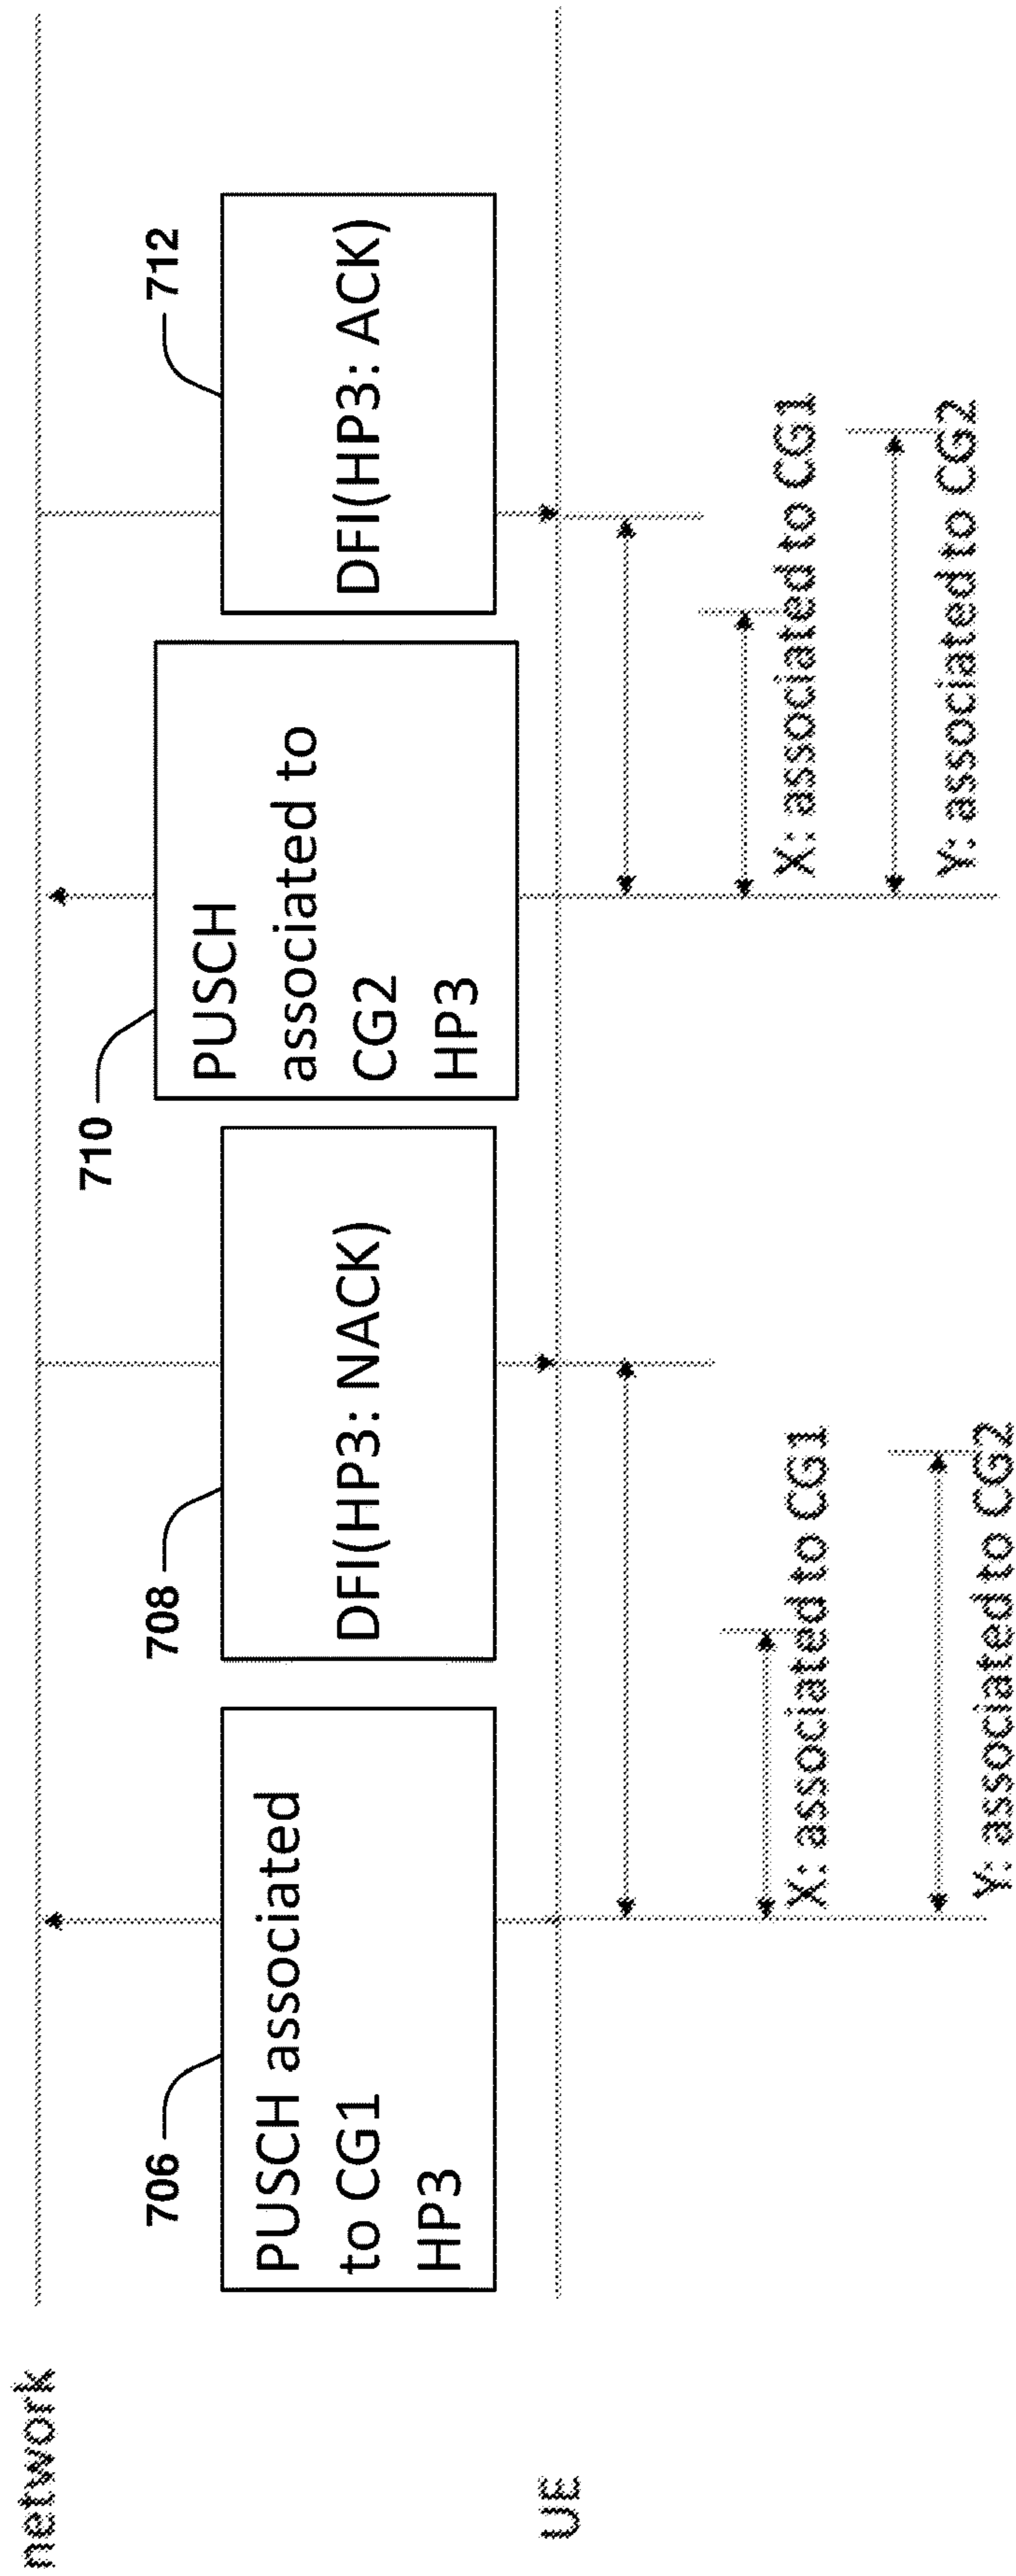 network
UE
706
PUSCH associated
to CG1
HP3
708
DFI(HP3: NACK)
710
PUSCH
associated to
CG2
HP3
712
DFI(HP3: ACK)
X: associated to CG1
Y: associated to CG2
X: associated to CG1
Y: associated to CG2